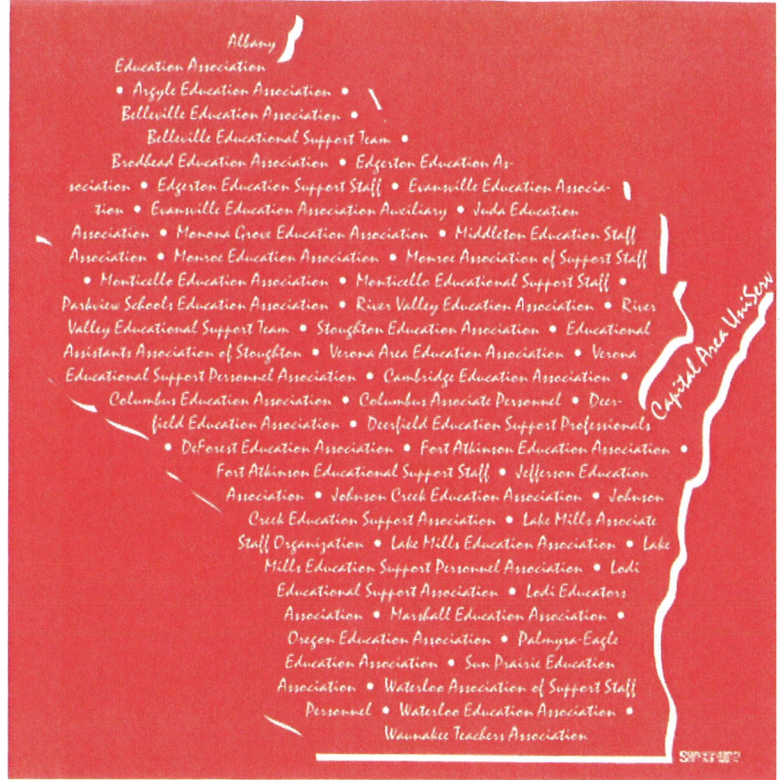 Albany
Education Association
• Argyle Education Association •
Belleville Education Association •
Belleville Educational Support Team •
Brodhead Education Association • Edgerton Education As-
sociation • Edgerton Education Support Staff • Evansville Education Associa-
tion • Evansville Education Association Auxiliary • Juda Education
Association • Monona Grove Education Association • Middleton Education Staff
Association • Monroe Education Association • Monroe Association of Support Staff
• Monticello Education Association • Monticello Educational Support Staff •
Parkview Schools Education Association • River Valley Education Association • River
Valley Educational Support Team • Stoughton Education Association • Educational
Assistants Association of Stoughton • Verona Area Education Association • Verona
Educational Support Personnel Association • Cambridge Education Association •
Columbus Education Association • Columbus Associate Personnel • Deer-
field Education Association • Deerfield Education Support Professionals
• DeForest Education Association • Fort Atkinson Education Association •
Fort Atkinson Educational Support Staff • Jefferson Education
Association • Johnson Creek Education Association • Johnson
Creek Education Support Association • Lake Mills Associate
Staff Organization • Lake Mills Education Association • Lake
Mills Education Support Personnel Association • Lodi
Educational Support Association • Lodi Educators
Association • Marshall Education Association •
Oregon Education Association • Palmyra-Eagle
Education Association • Sun Prairie Education
Association • Waterloo Association of Support Staff
Personnel • Waterloo Education Association •
Waunakee Teachers Association
Capital Area UniServ